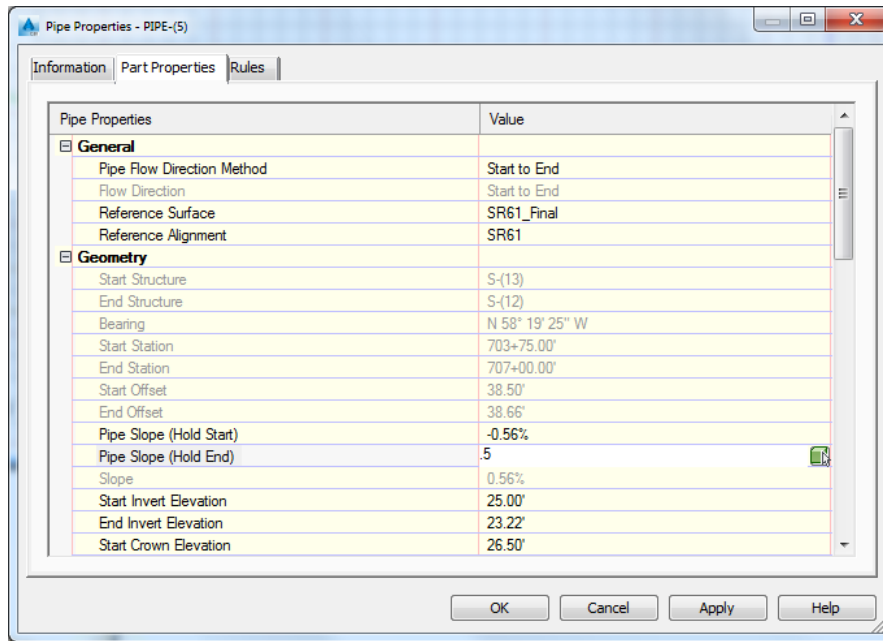 Pipe Properties - PIPE-(5)
Information Part Properties Rules
Pipe Properties Value
General
Pipe Flow Direction Method Start to End
Flow Direction Start to End
Reference Surface SR61_Final
Reference Alignment SR61
Geometry
Start Structure S-(13)
End Structure S-(12)
Bearing N 58° 19' 25" W
Start Station 703+75.00'
End Station 707+00.00'
Start Offset 38.50'
End Offset 38.66'
Pipe Slope (Hold Start) -0.56%
Pipe Slope (Hold End) .5
Slope 0.56%
Start Invert Elevation 25.00'
End Invert Elevation 23.22'
Start Crown Elevation 26.50'
OK Cancel Apply Help